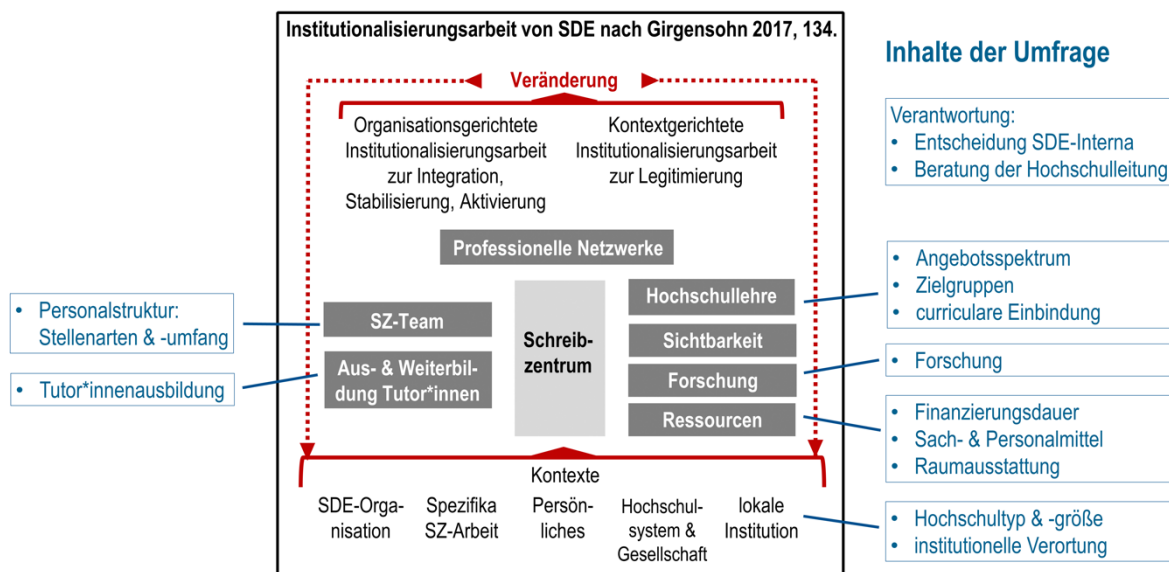 Institutionalisierungsarbeit von SDE nach Girgensohn 2017, 134.
Veränderung
Organisationsgerichtete
Institutionalisierungsarbeit
zur Integration,
Stabilisierung, Aktivierung
Kontextgerichtete
Institutionalisierungsarbeit
zur Legitimierung
Professionelle Netzwerke
SZ-Team
Aus- & Weiterbil-
dung Tutor*innen
Schreib-
zentrum
Hochschullehre
Sichtbarkeit
Forschung
Ressourcen
Kontexte
SDE-Orga-
nisation
Spezifika
SZ-Arbeit
Persön-
liches
Hochschul-
system &
Gesellschaft
lokale
Institution
• Personalstruktur:
Stellenarten & -umfang
• Tutor*innenausbildung
Inhalte der Umfrage
Verantwortung:
• Entscheidung SDE-Interna
• Beratung der Hochschulleitung
• Angebotsspektrum
• Zielgruppen
• curriculare Einbindung
• Forschung
• Finanzierungsdauer
• Sach- & Personalmittel
• Raumausstattung
• Hochschultyp & -größe
• institutionelle Verortung